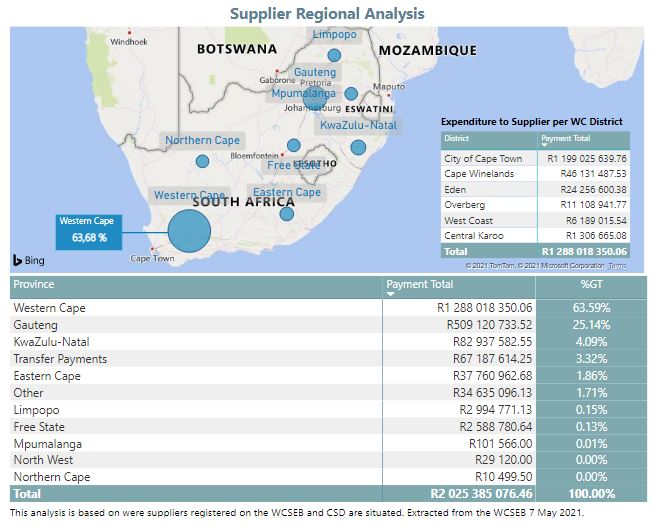 Supplier Regional Analysis
Limpopo
Windhoek
BOTSWANA
MOZAMBIQUE
Gauteng
Gaborone
Pretoria
Maputo
Mpumalanga
Johannesburg
ESWATINI
KwaZulu-Natal
Northern Cape
Bloemfontein
Free State
LESOTHO
Western Cape
Eastern Cape
SOUTH AFRICA
Western Cape
63,68 %
Cape Town
Bing
Expenditure to Supplier per WC District
District Payment Total
City of Cape Town R1 199 025 639.76
Cape Winelands R46 131 487.53
Eden R24 256 600.38
Overberg R11 108 941.77
West Coast R6 189 015.54
Central Karoo R1 306 665.08
Total R1 288 018 350.06
© 2021 TomTom, © 2021 Microsoft Corporation Terms
Province Payment Total %GT
Western Cape R1 288 018 350.06 63.59%
Gauteng R509 120 733.52 25.14%
KwaZulu-Natal R82 937 582.55 4.09%
Transfer Payments R67 187 614.25 3.32%
Eastern Cape R37 760 962.68 1.86%
Other R34 635 096.13 1.71%
Limpopo R2 994 771.13 0.15%
Free State R2 588 780.64 0.13%
Mpumalanga R101 566.00 0.01%
North West R29 120.00 0.00%
Northern Cape R10 499.50 0.00%
Total R2 025 385 076.46 100.00%
This analysis is based on were suppliers registered on the WCSEB and CSD are situated. Extracted from the WCSEB 7 May 2021.